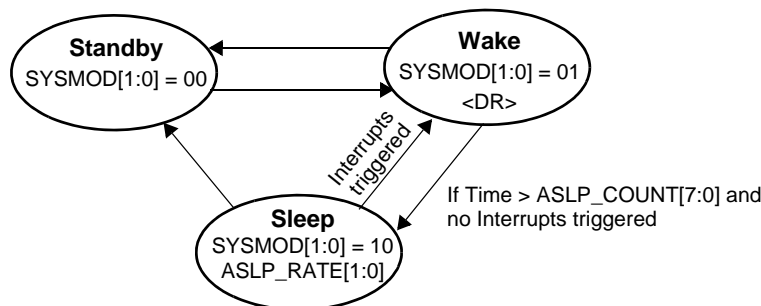 Standby
SYSMOD[1:0] = 00
Wake
SYSMOD[1:0] = 01
<DR>
Interrupts
triggered
If Time > ASLP_COUNT[7:0] and
no Interrupts triggered
Sleep
SYSMOD[1:0] = 10
ASLP_RATE[1:0]